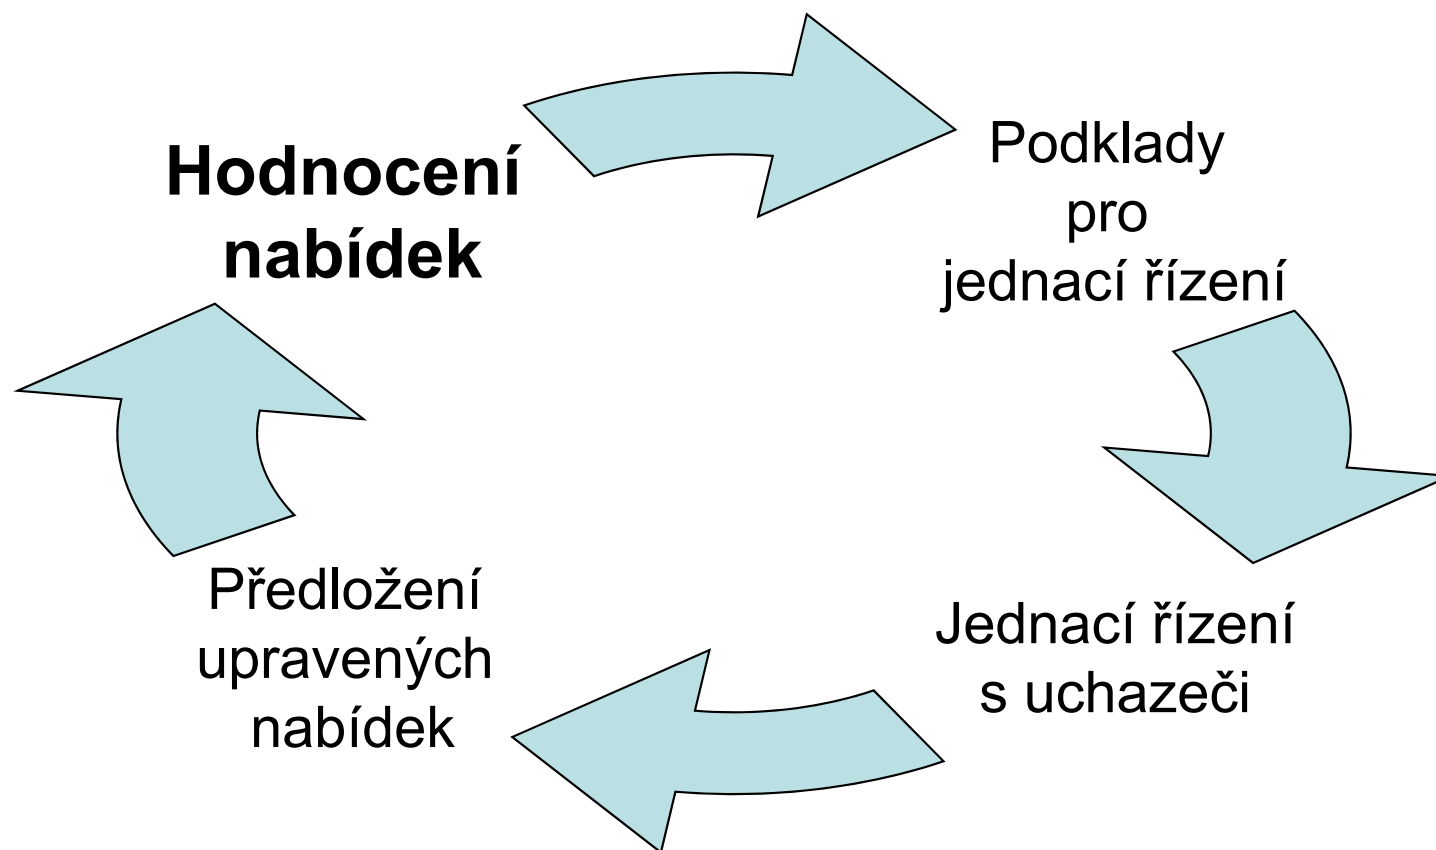 Hodnocení
nabídek
Podklady
pro
jednací řízení
Jednací řízení
s uchazeči
Předložení
upravených
nabídek